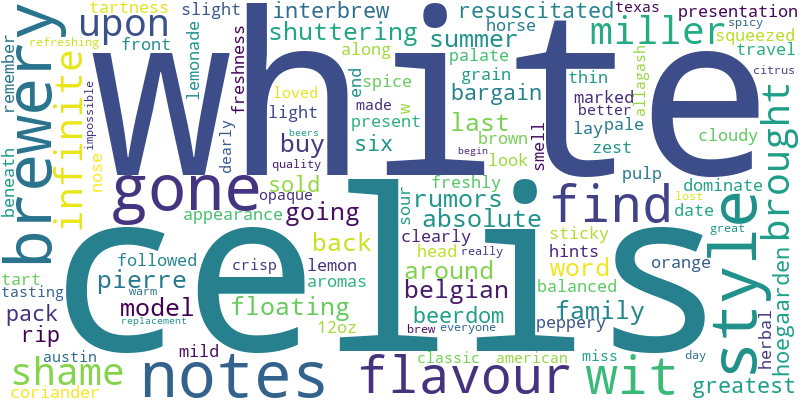 tartness
slight
interbrew
resuscitated
texas
presentation
upon
front
shuttering
horse
miller
spicy
squeezed
refreshing
along
summer
travel
brewery
remember
lemonade
freshness
white
palate
grain
thin
allagash
citrus
infinite
impossible
end
spice
bargain
marked
better
brought
loved
made
w
light
present
last
lay
pale
cloudy
dearly
beers
buy
six
brown
smell
zest
beneath
nose
quality
begin
look
pulp
gone
sold
opaque
freshly
find
dominate
appearance
going
sour
rumors
absolute
date
lost
great
celis
style
back
clearly
head
really
sticky
hints
orange
followed
crisp
lemon
around
word
balanced
tart
pierre
warm
aromas
belgian
family
hoegaarden
herbal
tasting
model
floating
beerdom
peppery
pack
replacement
12oz
brew
everyone
rip
austin
mild
classic
american
miss
day
shame
coriander
notes
flavour
wit
greatest